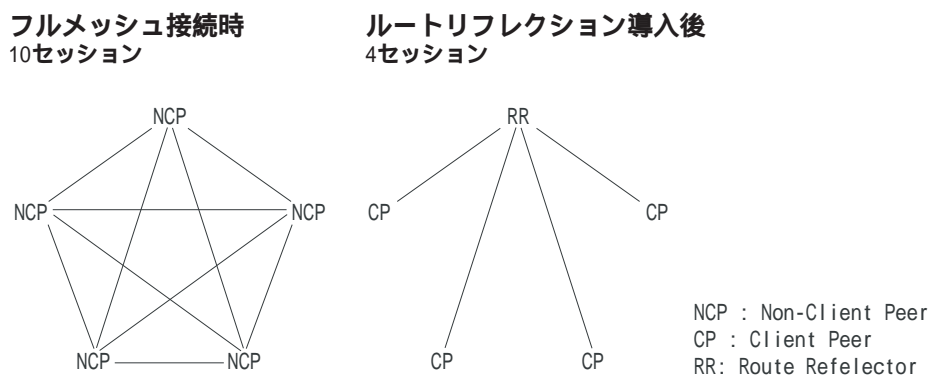 フルメッシュ接続時
10セッション
ルートリフレクション導入後
4セッション
NCP
NCP
NCP
NCP
NCP
RR
CP
CP
CP
CP
NCP : Non-Client Peer
CP : Client Peer
RR: Route Refelector